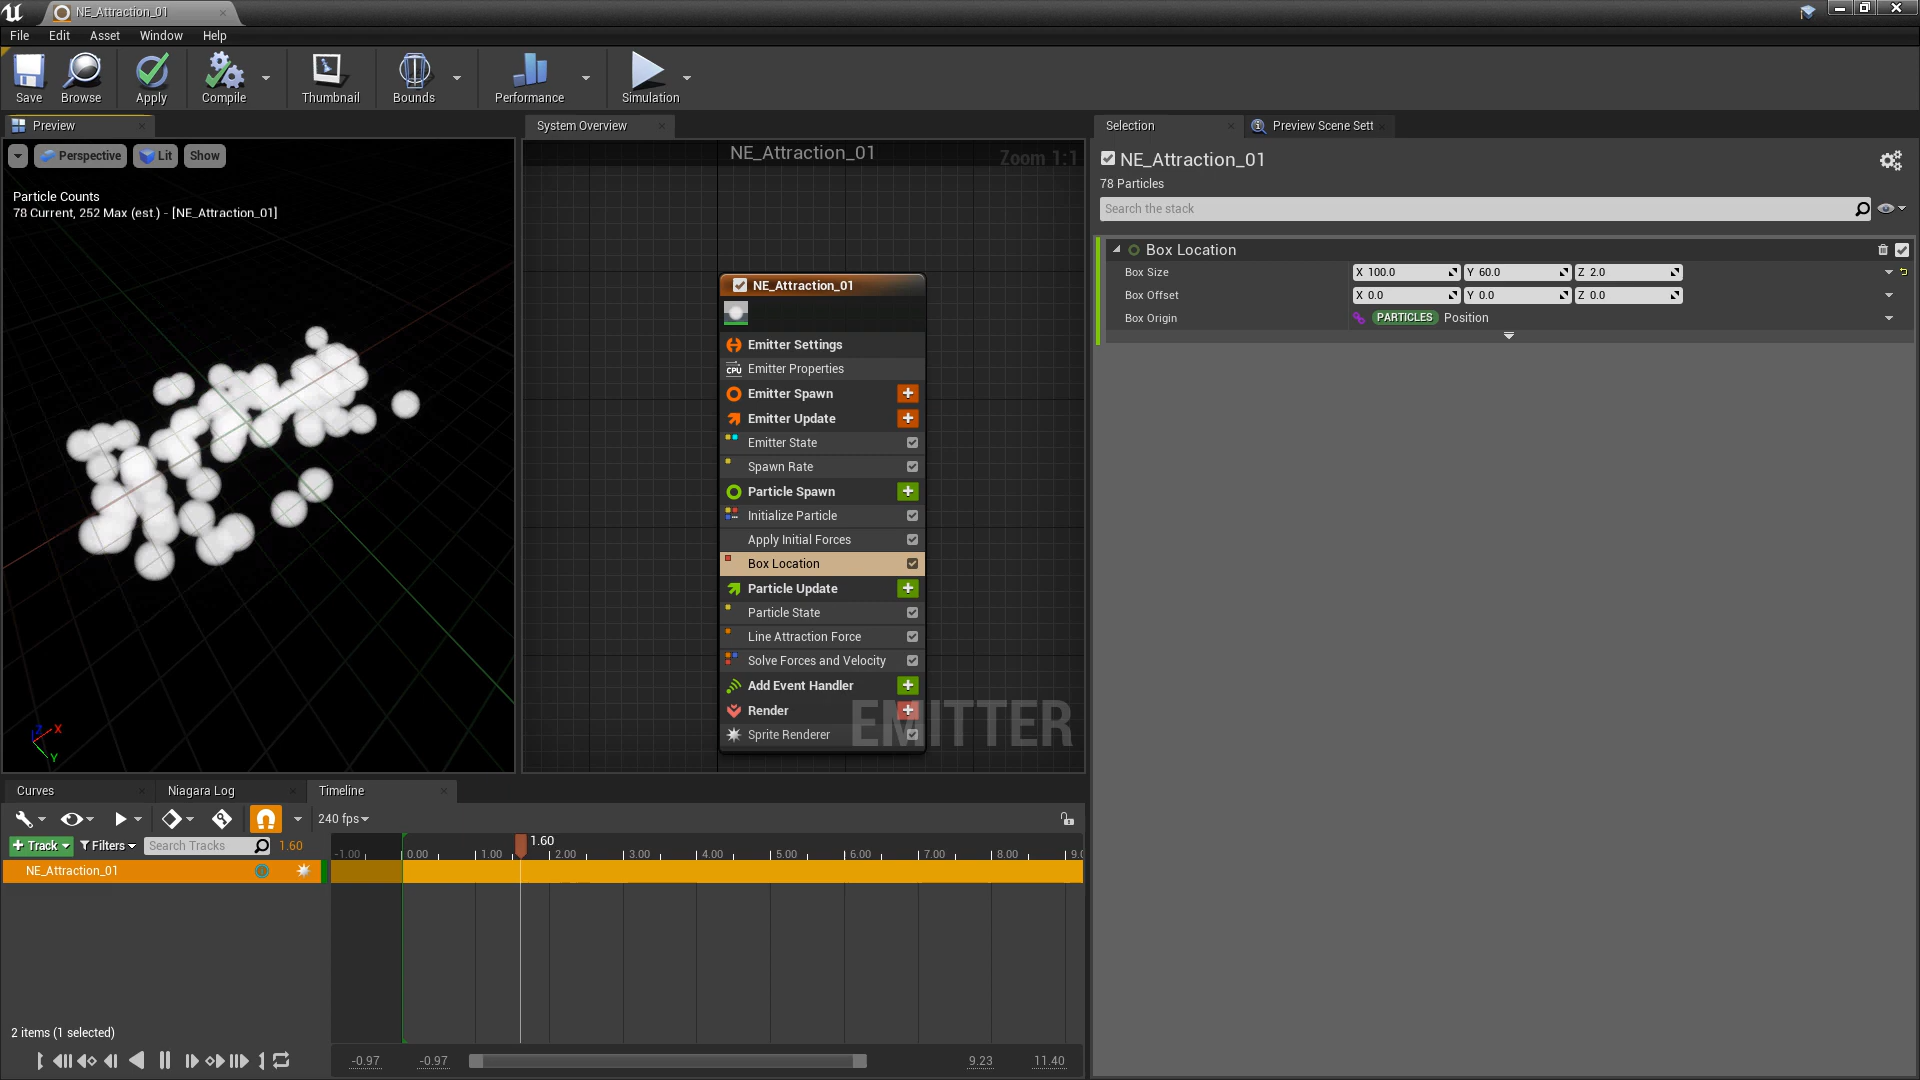 NE_Attraction_01
File Edit Asset Window Help
Save Browse Apply Compile Thumbnail Bounds Performance Simulation
Preview
Perspective Lit Show
Particle Counts
78 Current, 252 Max (est.) - [NE_Attraction_01]
Z X
Y
System Overview
NE_Attraction_01
Zoom 1:1
NE_Attraction_01
Emitter Settings
CPU Emitter Properties
Emitter Spawn
Emitter Update
Emitter State
Spawn Rate
Particle Spawn
Initialize Particle
Apply Initial Forces
Box Location
Particle Update
Particle State
Line Attraction Force
Solve Forces and Velocity
Add Event Handler
Render
Sprite Renderer
EMITTER
Selection
Preview Scene Sett
NE_Attraction_01
78 Particles
Search the stack
Box Location
Box Size X 100.0 Y 60.0 Z 2.0
Box Offset X 0.0 Y 0.0 Z 0.0
Box Origin PARTICLES Position
Curves Niagara Log Timeline
240 fps
+ Track Filters Search Tracks 1.60
1.60
-1.00 0.00 1.00 2.00 3.00 4.00 5.00 6.00 7.00 8.00 9.0
NE_Attraction_01
2 items (1 selected)
-0.97 -0.97 9.23 11.40